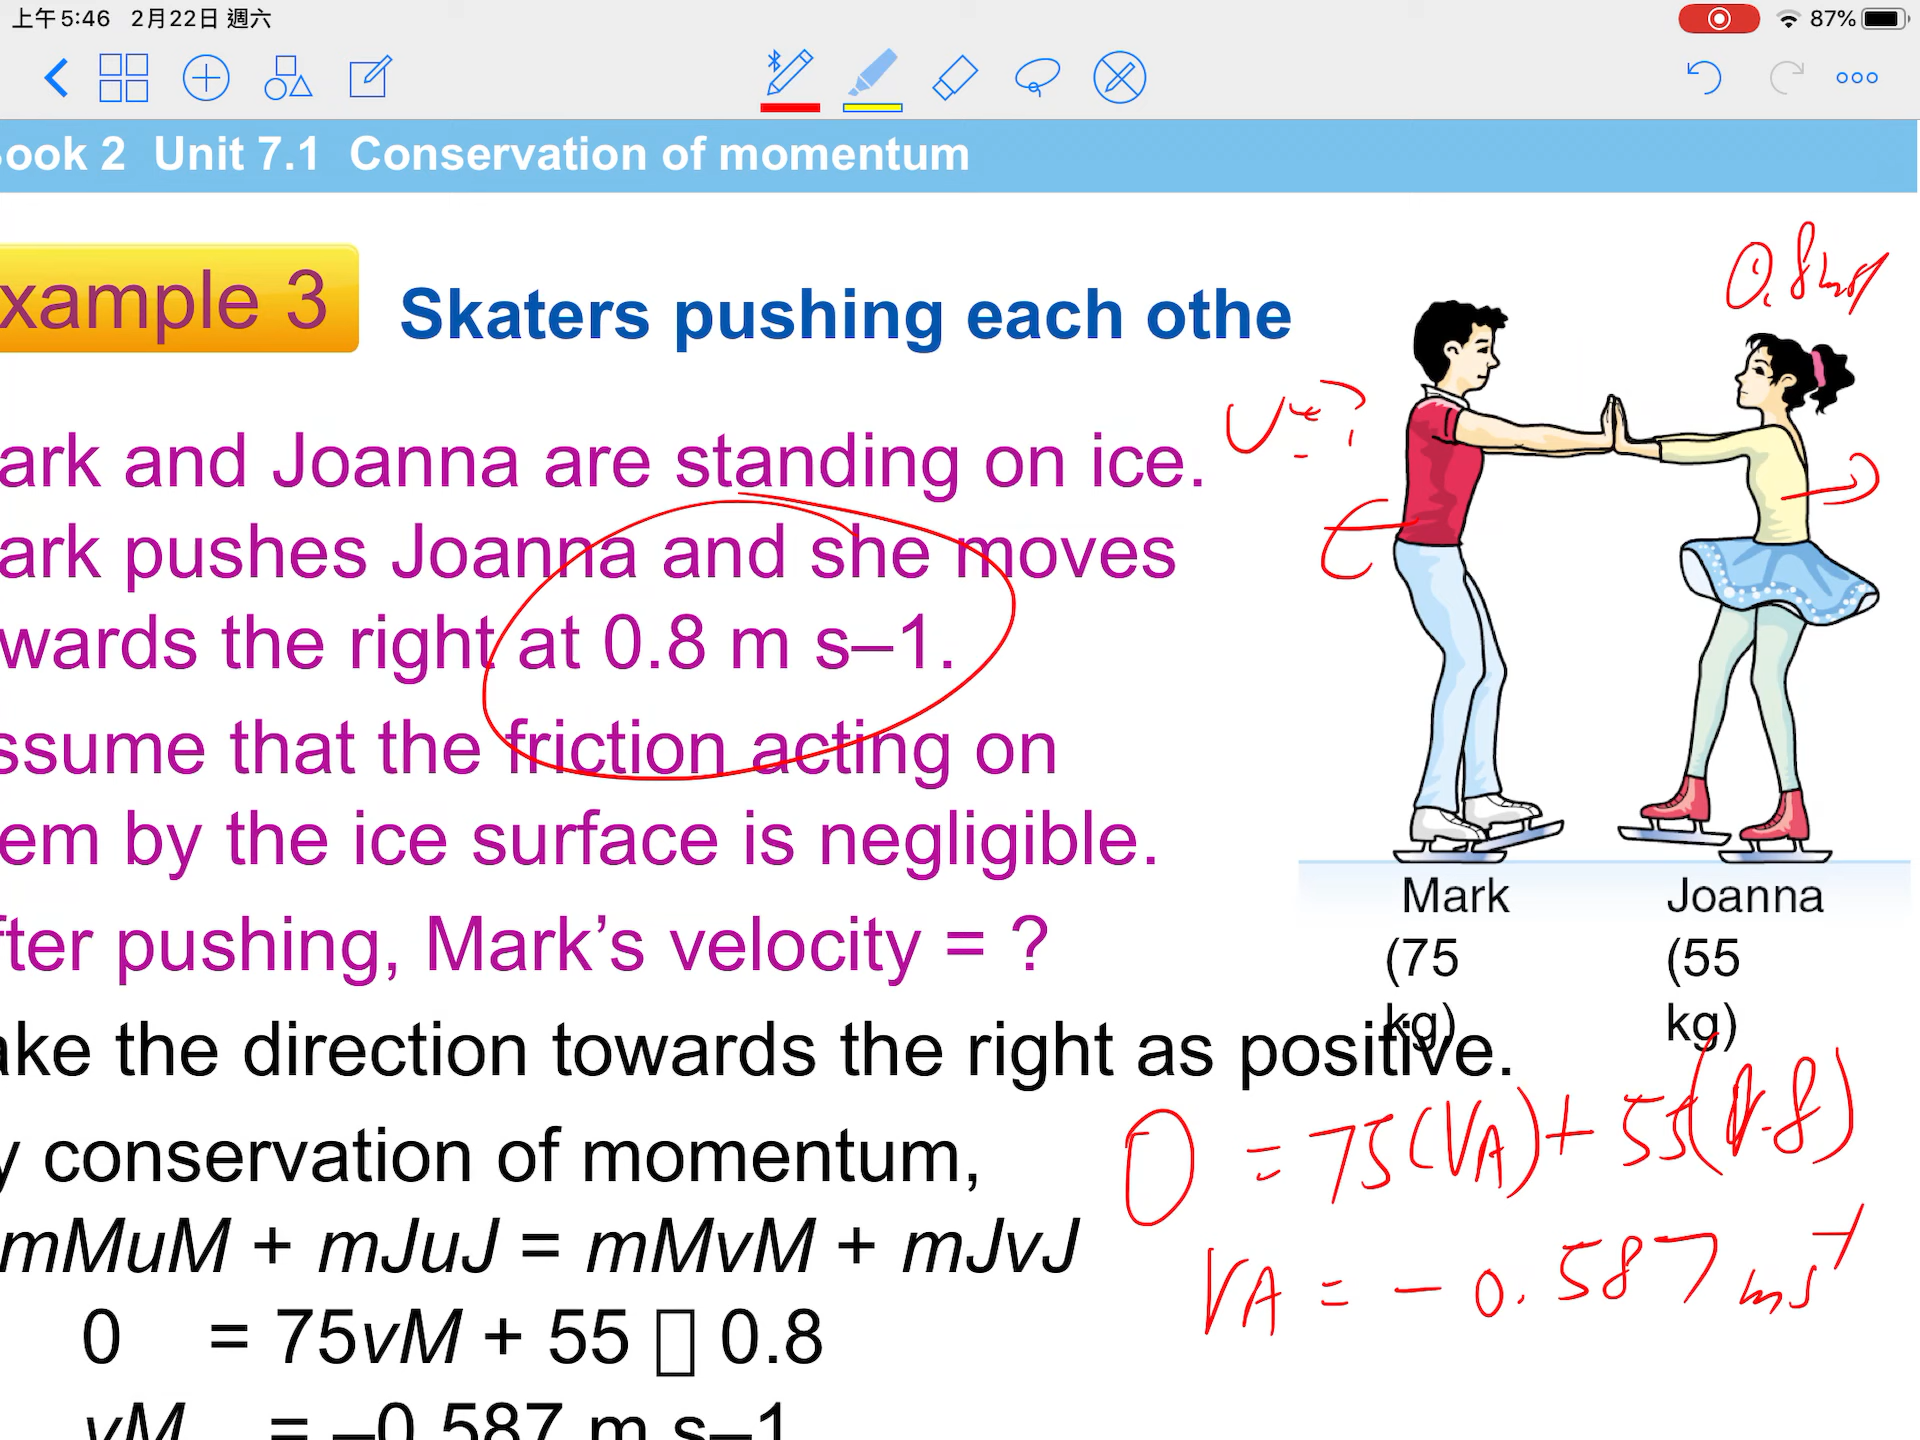 上午5:46 2月22日 週六
87%
ook 2 Unit 7.1 Conservation of momentum
xample 3
Skaters pushing each othe
0.8 ms-1
v = ?
ark and Joanna are standing on ice.
ark pushes Joanna and she moves
wards the right at 0.8 m s–1.
ssume that the friction acting on
em by the ice surface is negligible.
fter pushing, Mark’s velocity = ?
Mark
(75
kg)
Joanna
(55
kg)
ake the direction towards the right as positive.
y conservation of momentum,
mMuM + mJuJ = mMvM + mJvJ
0 = 75vM + 55 0.8
vM = –0.587 m s–1
0 = 75(VA) + 55(0.8)
VA = - 0.587 ms-1